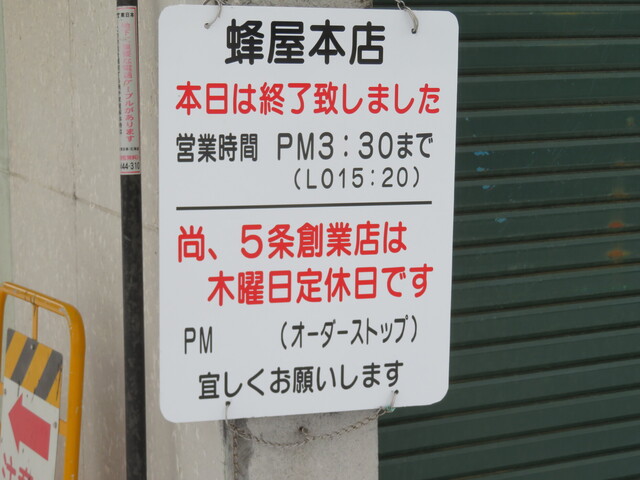 蜂屋本店
本日は終了致しました
営業時間 PM3:30まで
(LO15:20)
尚、5条創業店は
木曜日定休日です
PM (オーダーストップ)
宜しくお願いします